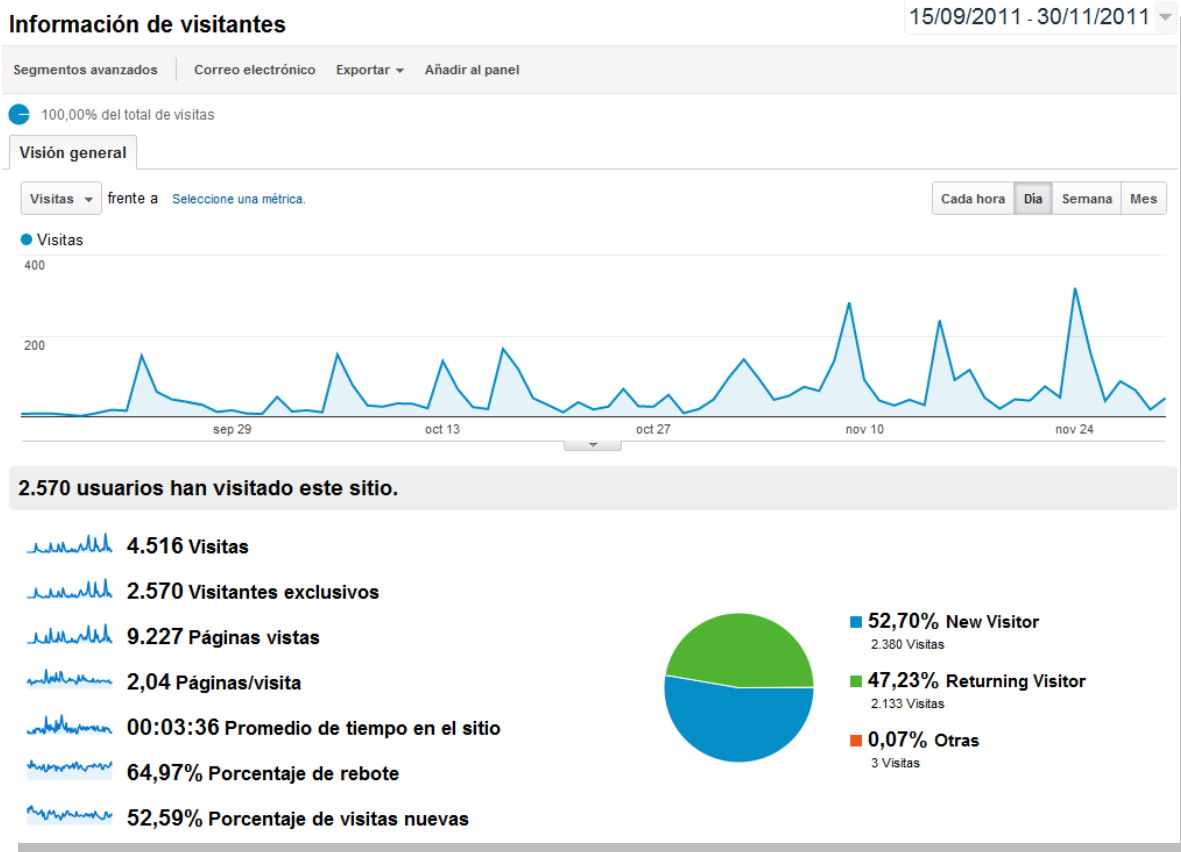 Información de visitantes
15/09/2011 - 30/11/2011
Segmentos avanzados Correo electrónico Exportar Añadir al panel
100,00% del total de visitas
Visión general
Visitas frente a Seleccione una métrica.
Cada hora Día Semana Mes
Visitas
400
200
sep 29 oct 13 oct 27 nov 10 nov 24
2.570 usuarios han visitado este sitio.
4.516 Visitas
2.570 Visitantes exclusivos
9.227 Páginas vistas
2,04 Páginas/visita
00:03:36 Promedio de tiempo en el sitio
64,97% Porcentaje de rebote
52,59% Porcentaje de visitas nuevas
52,70% New Visitor
2.380 Visitas
47,23% Returning Visitor
2.133 Visitas
0,07% Otras
3 Visitas